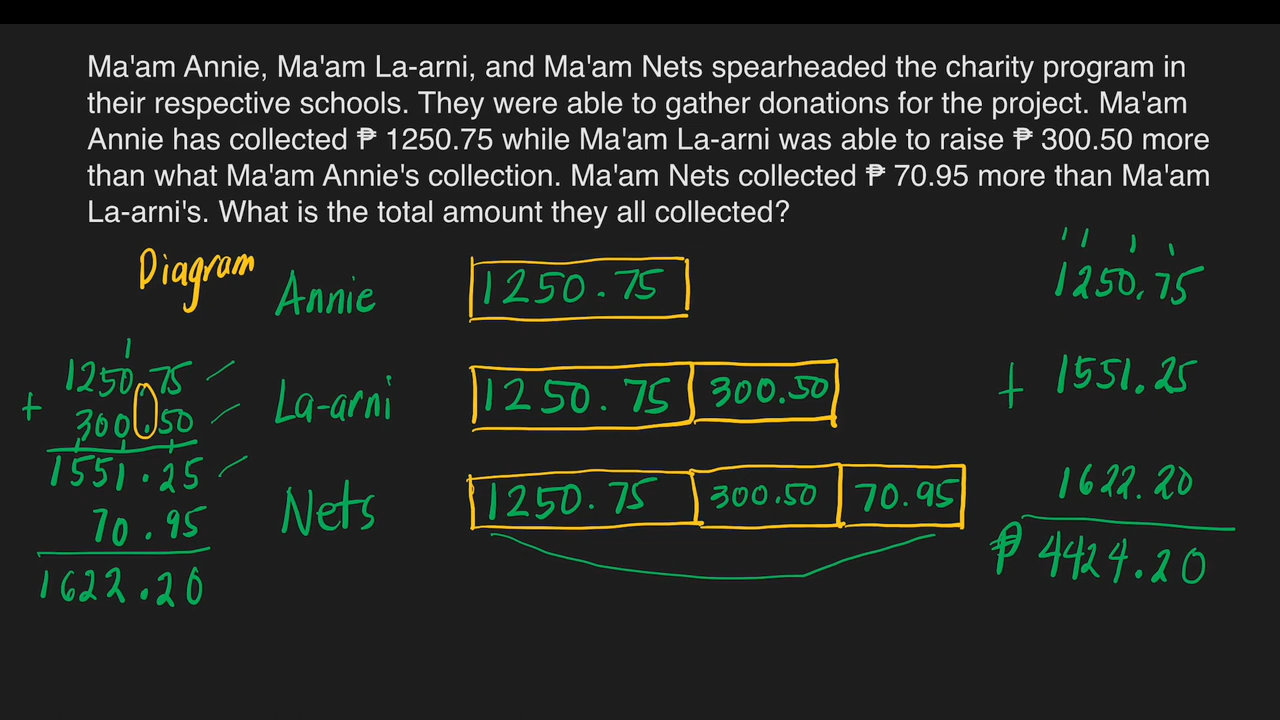 Ma'am Annie, Ma'am La-arni, and Ma'am Nets spearheaded the charity program in
their respective schools. They were able to gather donations for the project. Ma'am
Annie has collected ₱ 1250.75 while Ma'am La-arni was able to raise ₱ 300.50 more
than what Ma'am Annie's collection. Ma'am Nets collected ₱ 70.95 more than Ma'am
La-arni's. What is the total amount they all collected?
Diagram
Annie
1250.75
La-arni
1250.75 300.50
Nets
1250.75 300.50 70.95
1
1250.75
+ 300.50
1551.25
70.95
1622.20
1 1 1 1
1250.75
+ 1551.25
1622.20
₱ 4424.20